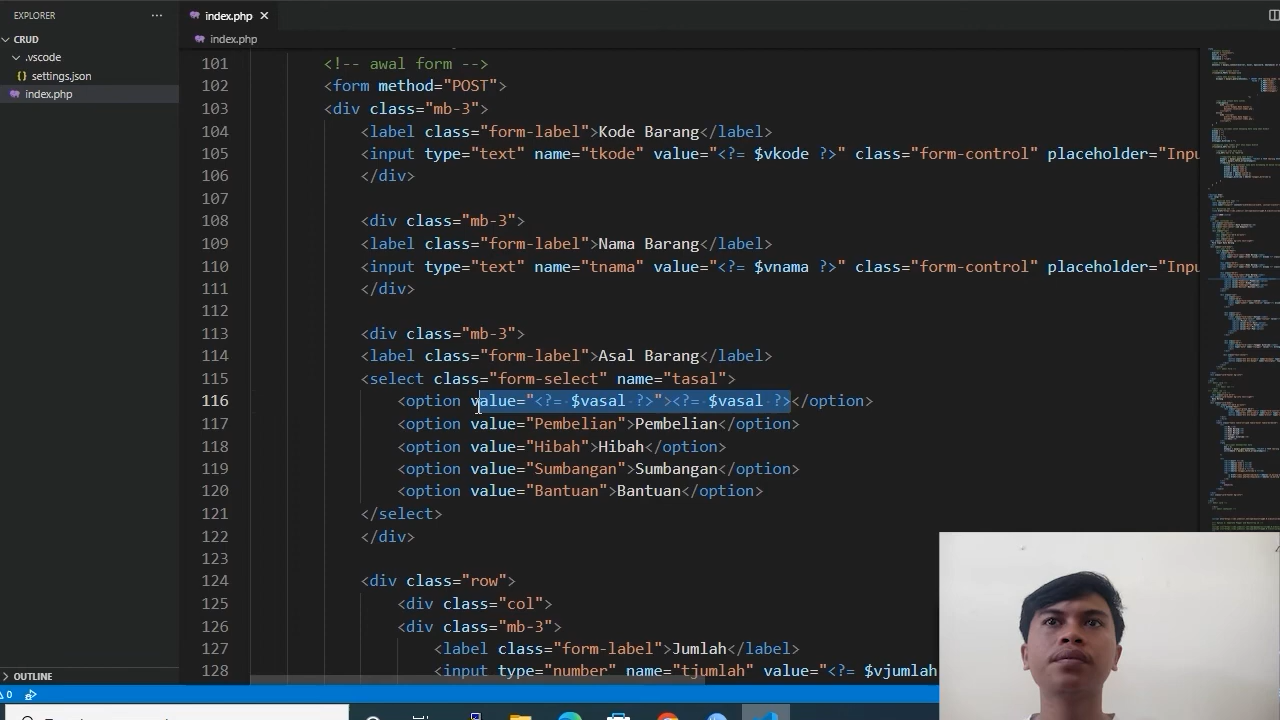 EXPLORER
index.php
CRUD
index.php
.vscode
settings.json
index.php
101 <!-- awal form -->
102 <form method="POST">
103 <div class="mb-3">
104 <label class="form-label">Kode Barang</label>
105 <input type="text" name="tkode" value="<?= $vkode ?>" class="form-control" placeholder="Inpu
106 </div>
107
108 <div class="mb-3">
109 <label class="form-label">Nama Barang</label>
110 <input type="text" name="tnama" value="<?= $vnama ?>" class="form-control" placeholder="Inpu
111 </div>
112
113 <div class="mb-3">
114 <label class="form-label">Asal Barang</label>
115 <select class="form-select" name="tasal">
116 <option value="<?= $vasal ?>"><?= $vasal ?></option>
117 <option value="Pembelian">Pembelian</option>
118 <option value="Hibah">Hibah</option>
119 <option value="Sumbangan">Sumbangan</option>
120 <option value="Bantuan">Bantuan</option>
121 </select>
122 </div>
123
124 <div class="row">
125 <div class="col">
126 <div class="mb-3">
127 <label class="form-label">Jumlah</label>
128 <input type="number" name="tjumlah" value="<?= $vjumlah
OUTLINE
0